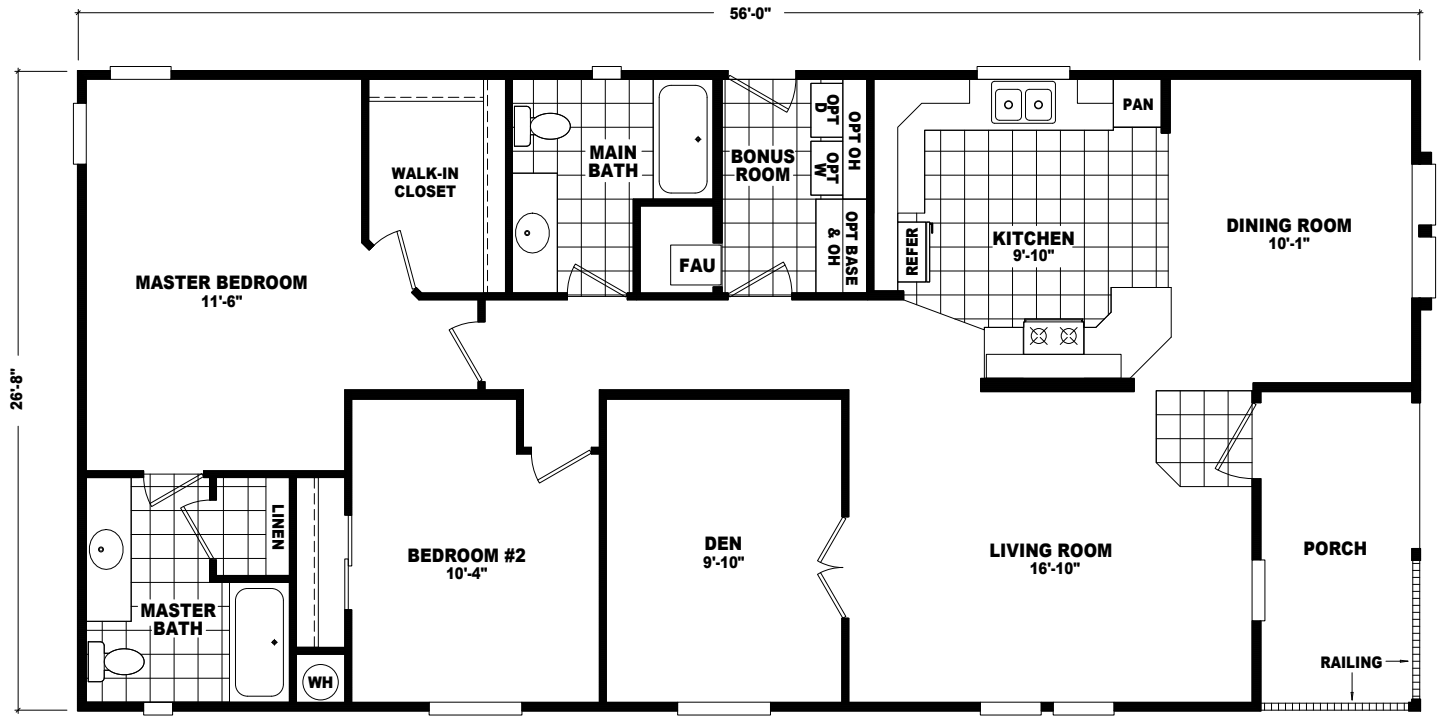 56'-0"
26'-8"
MASTER BEDROOM
11'-6"
WALK-IN
CLOSET
MAIN
BATH
FAU
BONUS
ROOM
OPT
D
OPT
W
OPT OH
OPT BASE
& OH
REFER
KITCHEN
9'-10"
PAN
DINING ROOM
10'-1"
LINEN
MASTER
BATH
WH
BEDROOM #2
10'-4"
DEN
9'-10"
LIVING ROOM
16'-10"
PORCH
RAILING